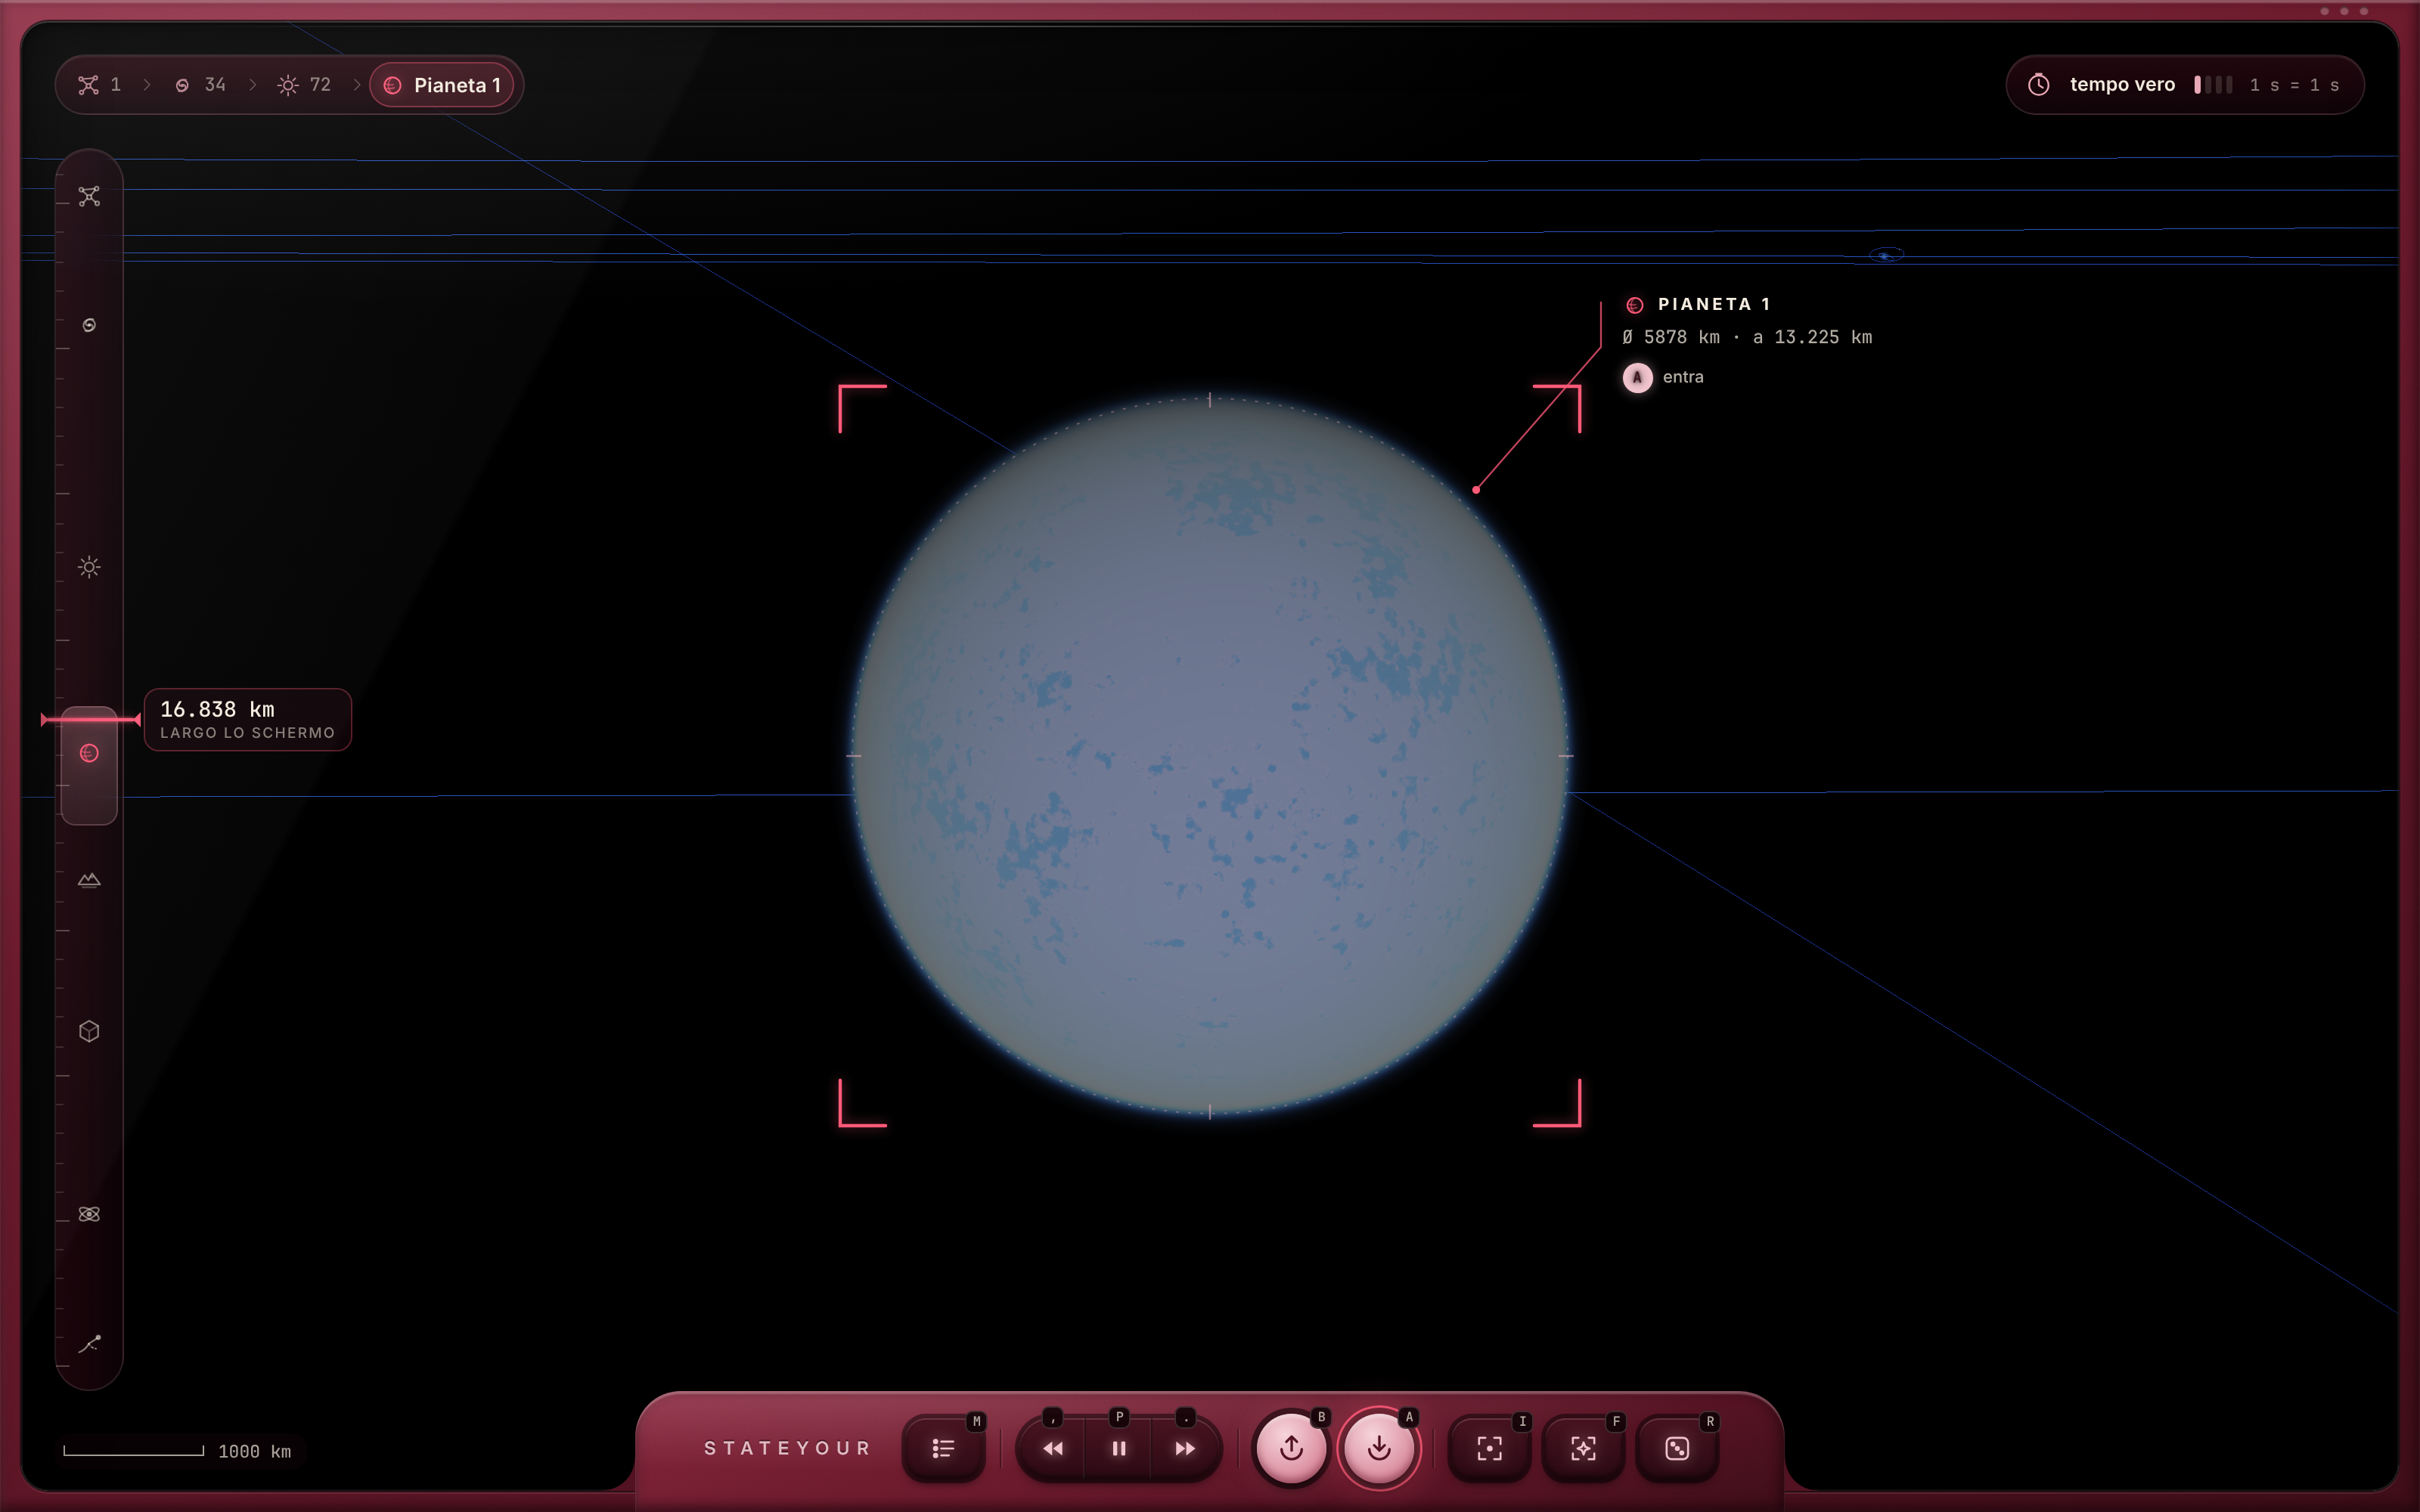 1 34 72 Pianeta 1
tempo vero 1 s = 1 s
PIANETA 1
Ø 5878 km · a 13.225 km
A entra
16.838 km
LARGO LO SCHERMO
1000 km
STATEYOUR M , P . B A I F R